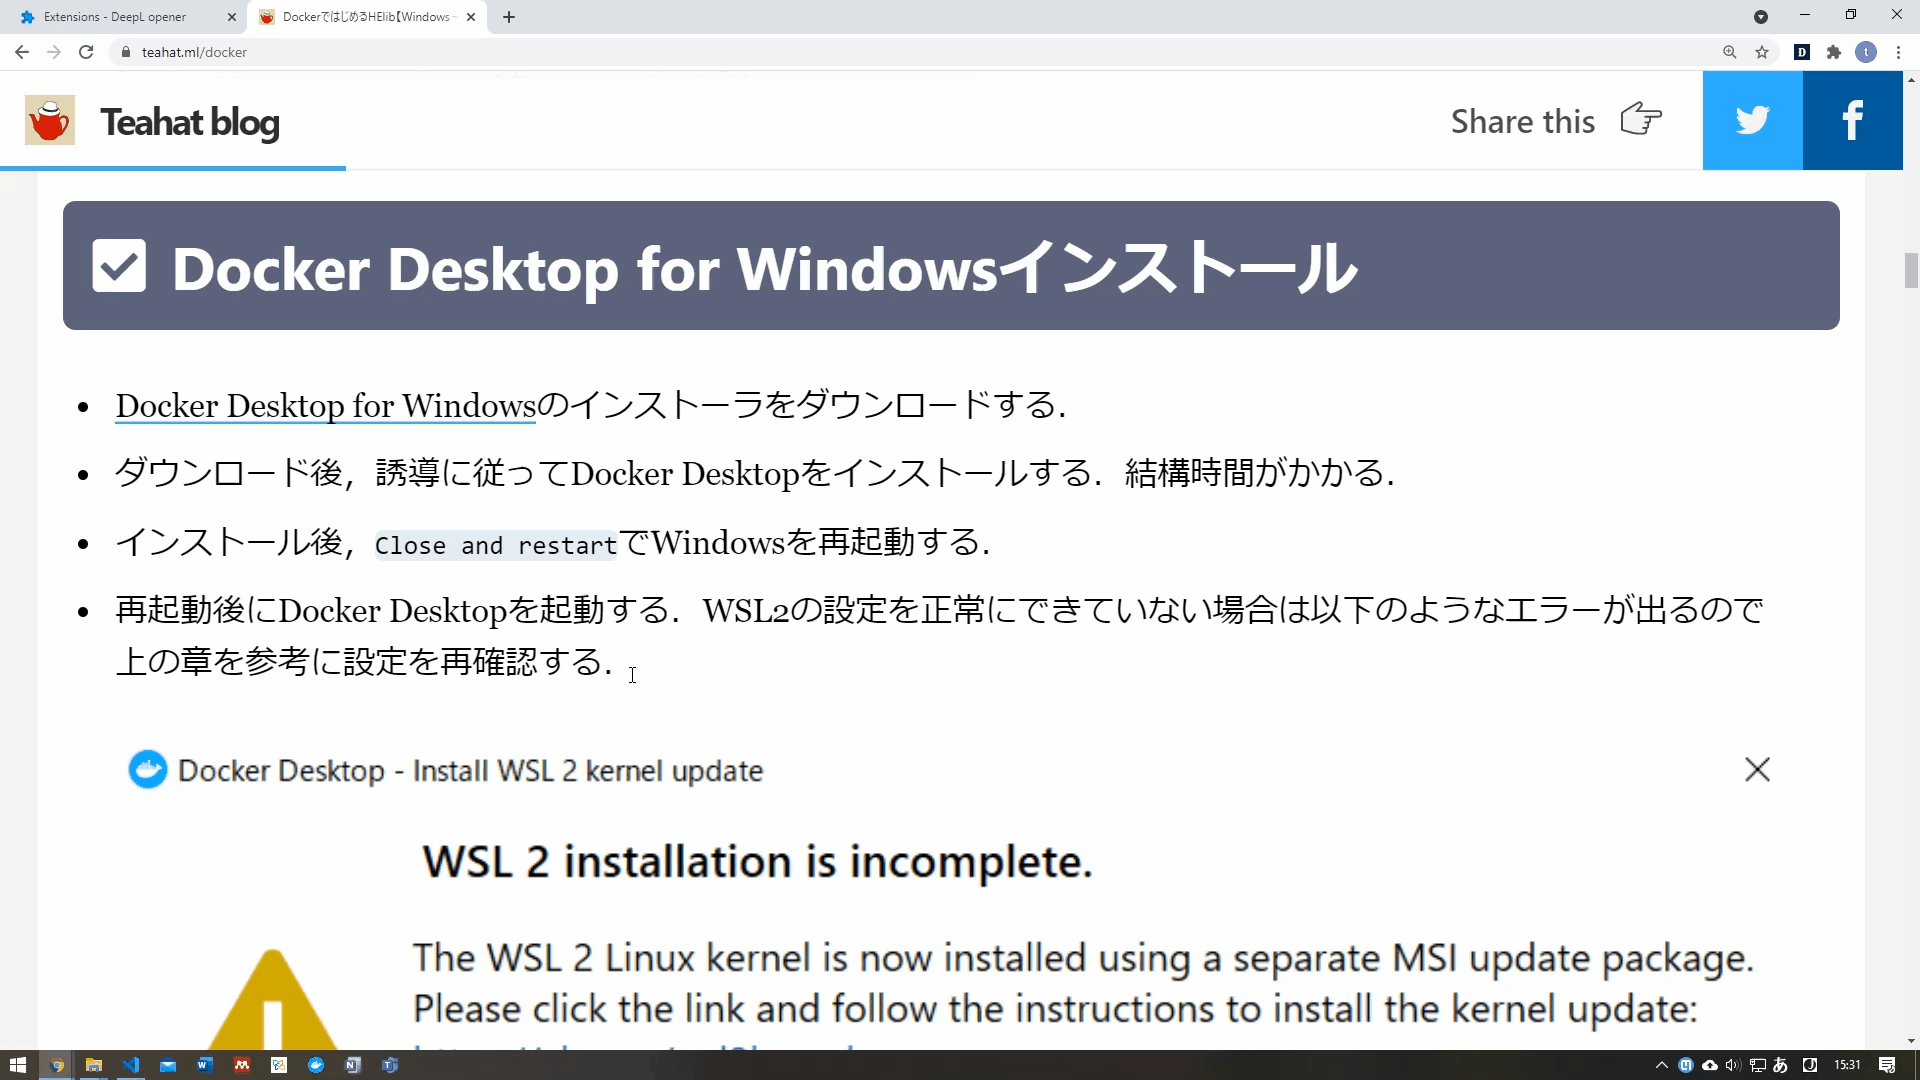 Extensions - DeepL opener
DockerではじめるHElib【Windows -
teahat.ml/docker
D
t
Teahat blog
Share this
Docker Desktop for Windowsインストール
Docker Desktop for Windowsのインストーラをダウンロードする．
ダウンロード後，誘導に従ってDocker Desktopをインストールする．結構時間がかかる．
インストール後，Close and restartでWindowsを再起動する．
再起動後にDocker Desktopを起動する．WSL2の設定を正常にできていない場合は以下のようなエラーが出るので
上の章を参考に設定を再確認する．
Docker Desktop - Install WSL 2 kernel update
WSL 2 installation is incomplete.
The WSL 2 Linux kernel is now installed using a separate MSI update package.
Please click the link and follow the instructions to install the kernel update:
あ
15:31